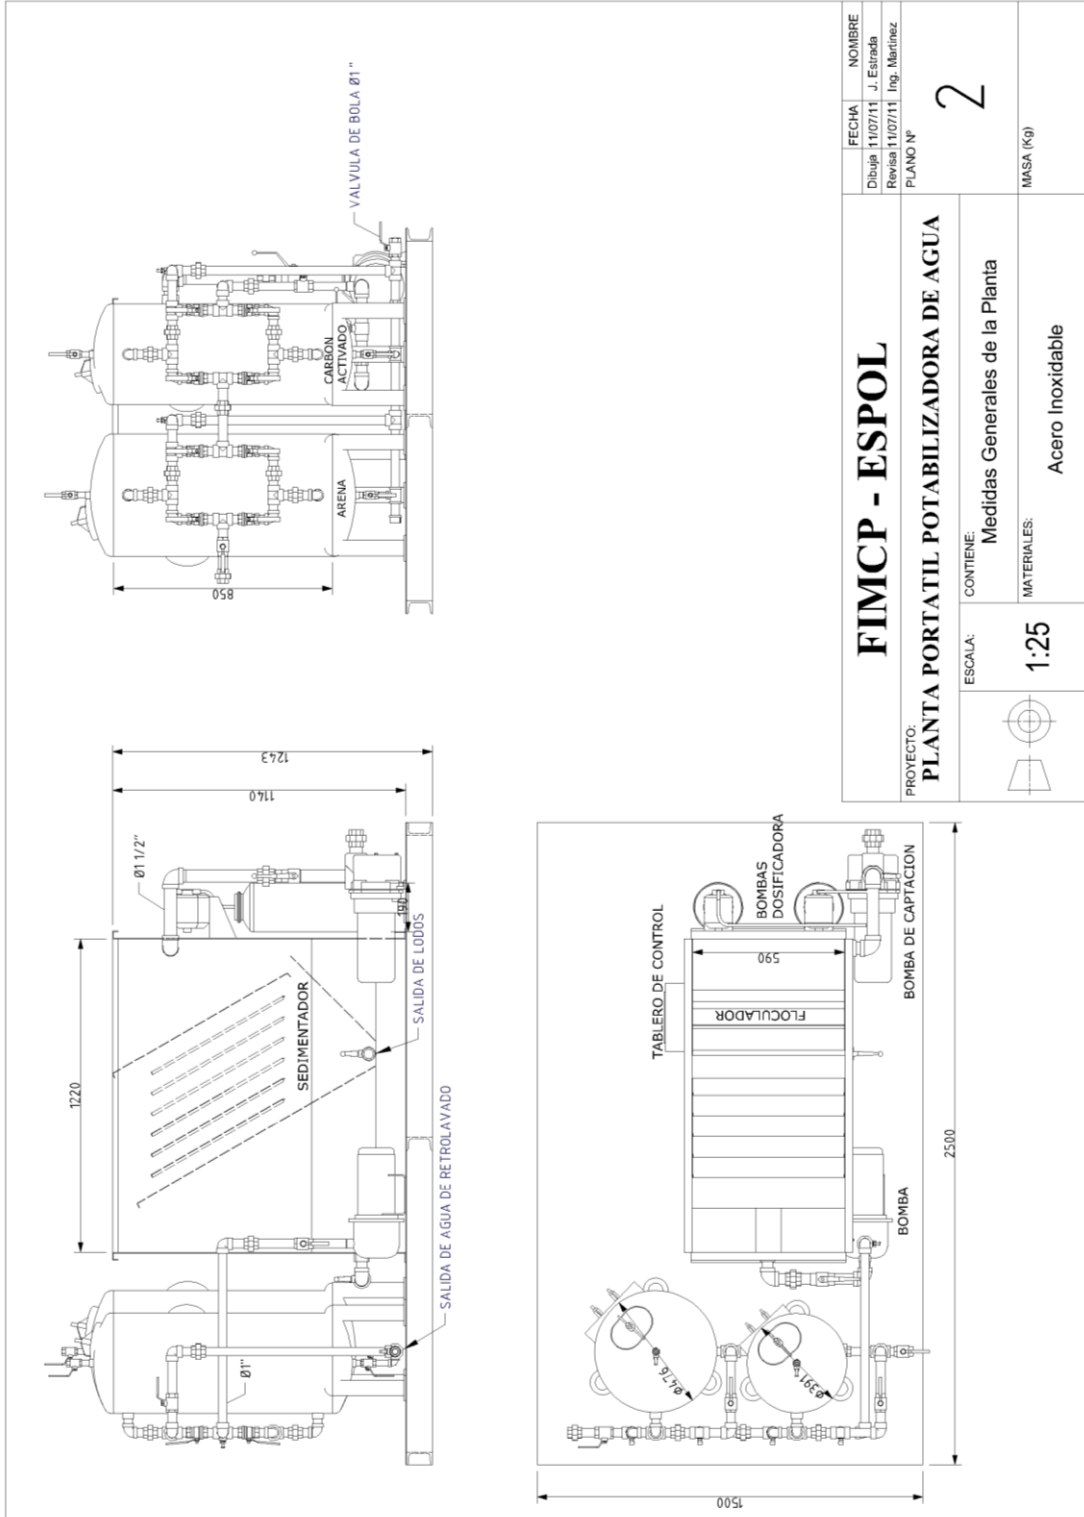 VALVULA DE BOLA Ø1"
CARBON
ACTIVADO
ARENA
850
1243
1140
Ø1 1/2"
190
1220
SEDIMENTADOR
SALIDA DE LODOS
SALIDA DE AGUA DE RETROLAVADO
Ø1"
BOMBAS
DOSIFICADORA
TABLERO DE CONTROL
590
FLOCULADOR
BOMBA DE CAPTACION
BOMBA
2500
1500
Ø476
Ø391
FECHA NOMBRE
Dibuja 11/07/11 J. Estrada
Revisa 11/07/11 Ing. Martinez
FIMCP - ESPOL
PROYECTO:
PLANTA PORTATIL POTABILIZADORA DE AGUA
PLANO Nº
2
ESCALA:
1:25
CONTIENE:
Medidas Generales de la Planta
MATERIALES:
Acero Inoxidable
MASA (Kg)